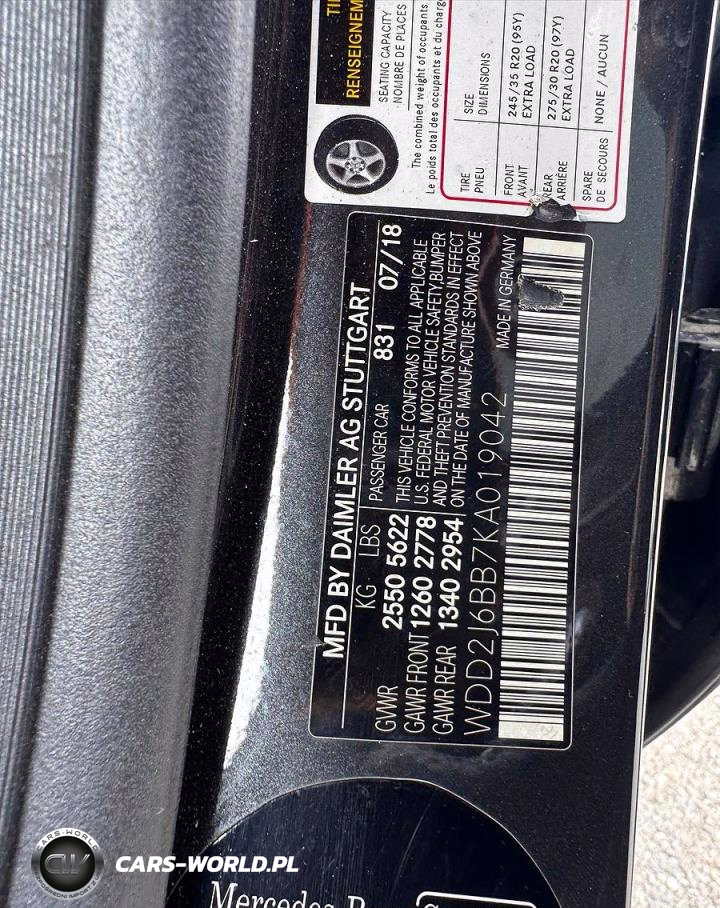 RENSEIGNEM
SEATING CAPACITY
NOMBRE DE PLACES
The combined weight of occupants
Le poids total des occupants et du charg
TIRE
PNEU
SIZE
DIMENSIONS
FRONT
AVANT
245/35 R20 (95Y)
EXTRA LOAD
REAR
ARRIÈRE
275/30 R20 (97Y)
EXTRA LOAD
SPARE
DE SECOURS
NONE / AUCUN
MFD BY DAIMLER AG STUTTGART
KG LBS
GVWR 2550 5622
GAWR FRONT 1260 2778
GAWR REAR 1340 2954
PASSENGER CAR 831 07/18
THIS VEHICLE CONFORMS TO ALL APPLICABLE
U.S. FEDERAL MOTOR VEHICLE SAFETY,BUMPER
AND THEFT PREVENTION STANDARDS IN EFFECT
ON THE DATE OF MANUFACTURE SHOWN ABOVE
WDD2J6BB7KA019042
MADE IN GERMANY
CARS-WORLD
CW
CARS-WORLD.PL